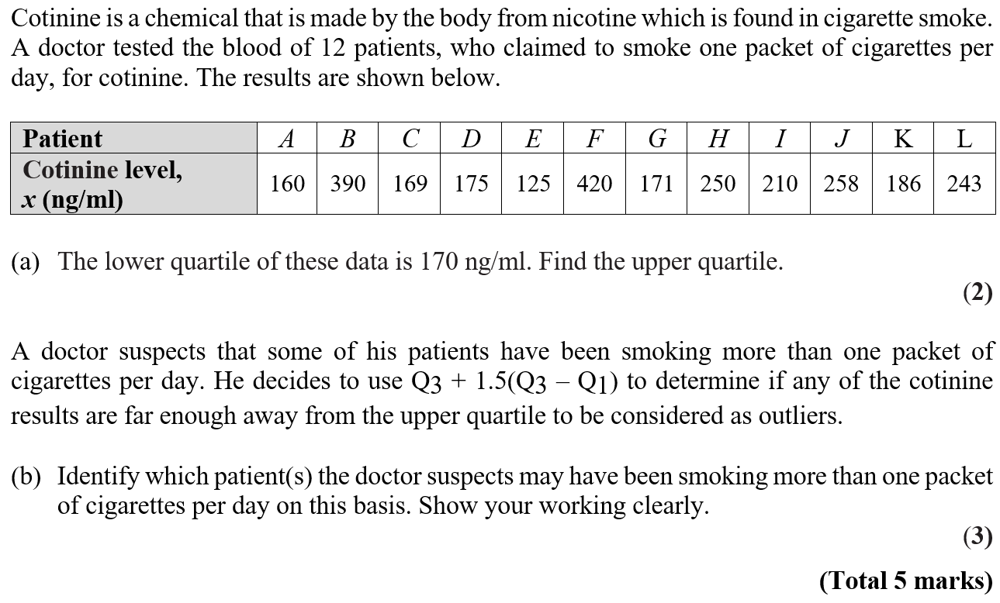 Cotinine is a chemical that is made by the body from nicotine which is found in cigarette smoke.
A doctor tested the blood of 12 patients, who claimed to smoke one packet of cigarettes per
day, for cotinine. The results are shown below.
Patient A B C D E F G H I J K L
Cotinine level,
x (ng/ml) 160 390 169 175 125 420 171 250 210 258 186 243
(a) The lower quartile of these data is 170 ng/ml. Find the upper quartile.
(2)
A doctor suspects that some of his patients have been smoking more than one packet of
cigarettes per day. He decides to use Q3 + 1.5(Q3 – Q1) to determine if any of the cotinine
results are far enough away from the upper quartile to be considered as outliers.
(b) Identify which patient(s) the doctor suspects may have been smoking more than one packet
of cigarettes per day on this basis. Show your working clearly.
(3)
(Total 5 marks)